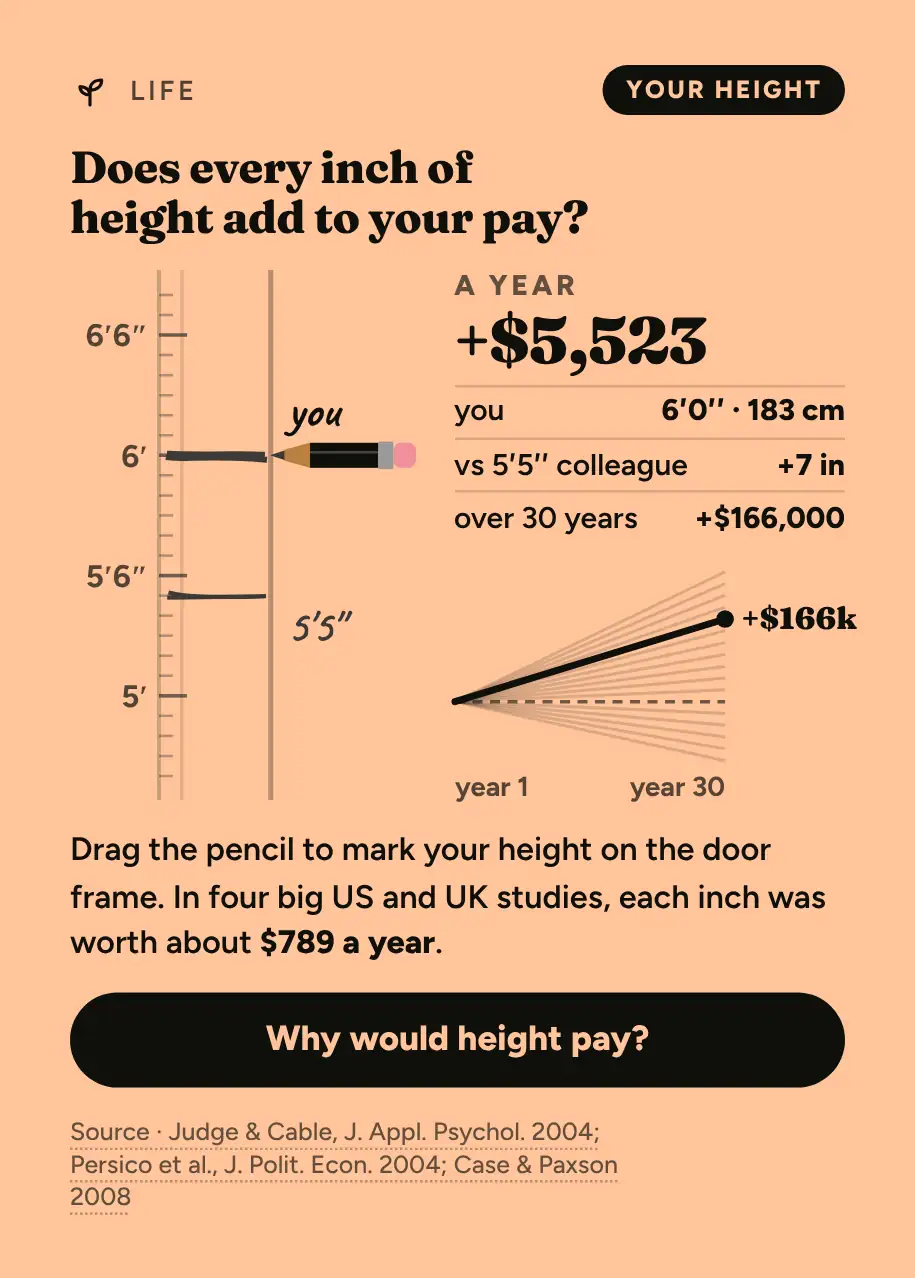 LIFE
YOUR HEIGHT
Does every inch of
height add to your pay?
6′6″
6′
5′6″
5′
you
5′5″
A YEAR
+$5,523
you 6′0′′ · 183 cm
vs 5′5′′ colleague +7 in
over 30 years +$166,000
+$166k
year 1 year 30
Drag the pencil to mark your height on the door
frame. In four big US and UK studies, each inch was
worth about $789 a year.
Why would height pay?
Source · Judge & Cable, J. Appl. Psychol. 2004;
Persico et al., J. Polit. Econ. 2004; Case & Paxson
2008